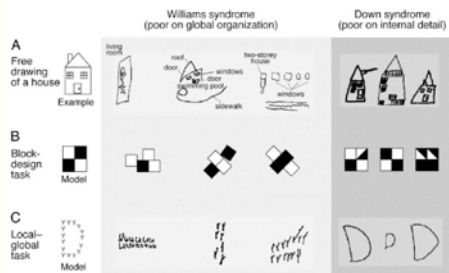 Williams syndrome
(poor on global organization)
Down syndrome
(poor on internal detail)
A
Free
drawing
of a house
Example
living
room
roof
door
windows
door
swimming pool
sidewalk
two-storey
house
windows
B
Block-
design
task
Model
C
Local–
global
task
Model